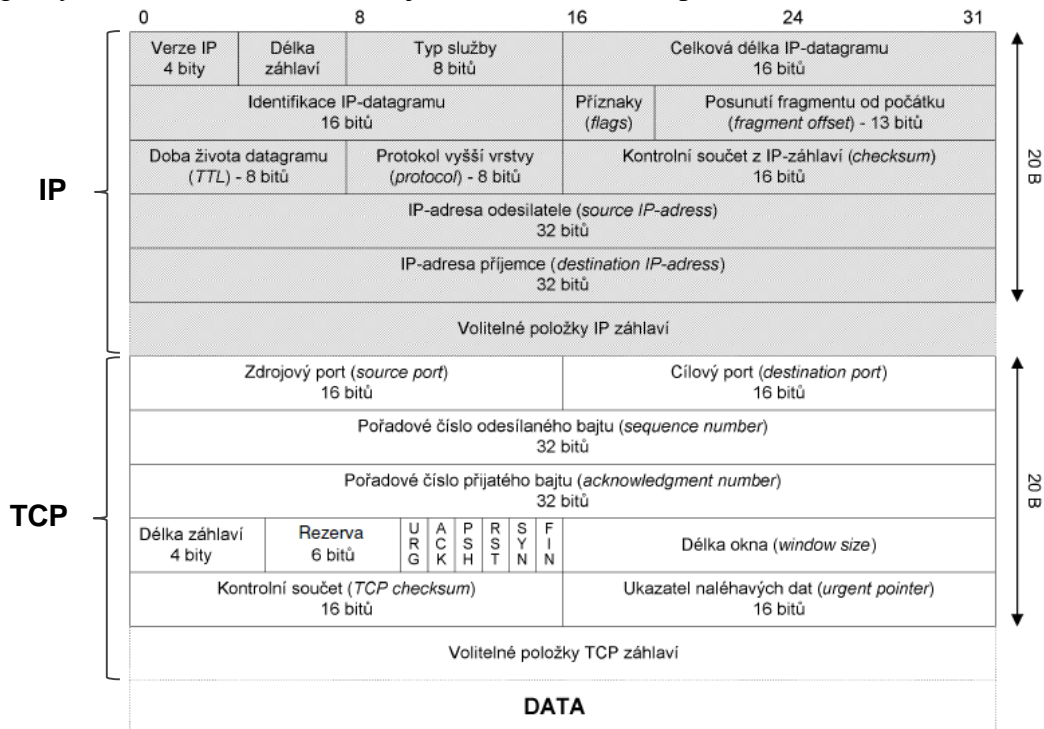 0 8 16 24 31
Verze IP
4 bity
Délka
záhlaví
Typ služby
8 bitů
Celková délka IP-datagramu
16 bitů
Identifikace IP-datagramu
16 bitů
Příznaky
(flags)
Posunutí fragmentu od počátku
(fragment offset) - 13 bitů
Doba života datagramu
(TTL) - 8 bitů
Protokol vyšší vrstvy
(protocol) - 8 bitů
Kontrolní součet z IP-záhlaví (checksum)
16 bitů
IP-adresa odesilatele (source IP-adress)
32 bitů
IP-adresa příjemce (destination IP-adress)
32 bitů
Volitelné položky IP záhlaví
IP
20 B
Zdrojový port (source port)
16 bitů
Cílový port (destination port)
16 bitů
Pořadové číslo odesílaného bajtu (sequence number)
32 bitů
Pořadové číslo přijatého bajtu (acknowledgment number)
32 bitů
Délka záhlaví
4 bity
Rezerva
6 bitů
URG
ACK
PSH
RST
SYN
FIN
Délka okna (window size)
Kontrolní součet (TCP checksum)
16 bitů
Ukazatel naléhavých dat (urgent pointer)
16 bitů
Volitelné položky TCP záhlaví
TCP
20 B
DATA